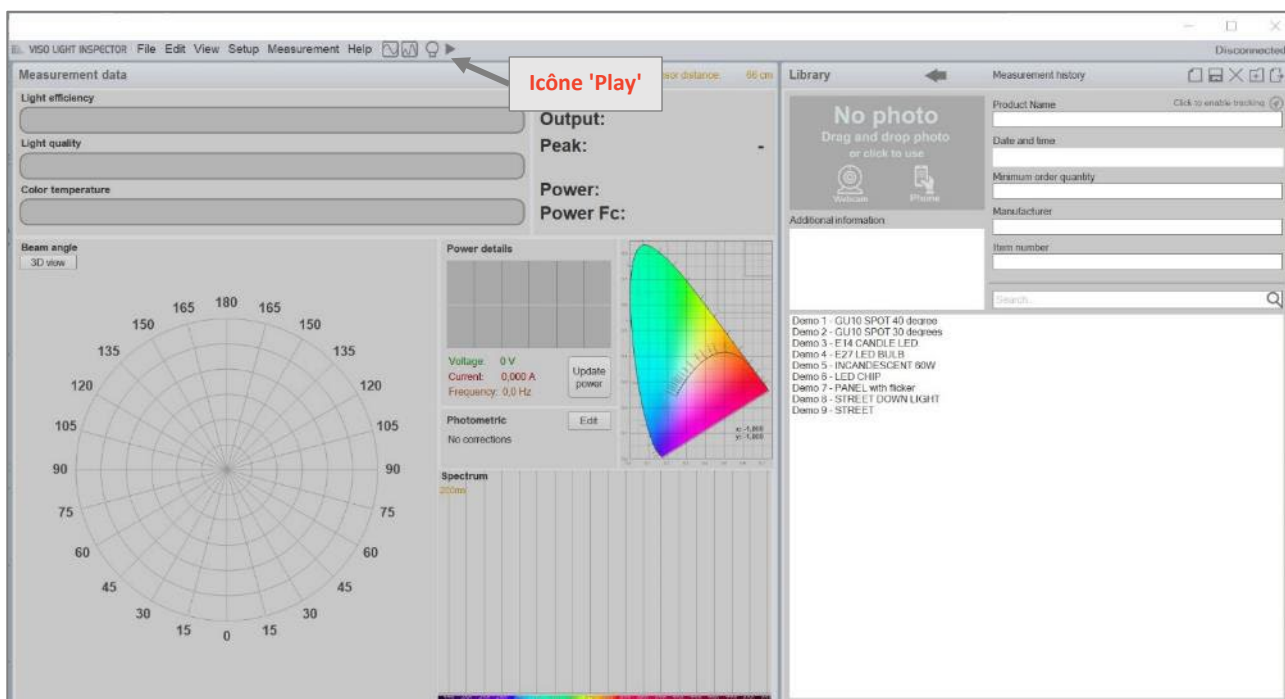 VISO LIGHT INSPECTOR File Edit View Setup Measurement Help
Disconnected
Icône 'Play'
Measurement data
distance: 66 cm
Light efficiency
Light quality
Color temperature
Output:
Peak: -
Power:
Power Fc:
Beam angle
3D view
180
165 165
150 150
135 135
120 120
105 105
90 90
75 75
60 60
45 45
30 30
15 15
0
Power details
Voltage: 0 V
Current: 0,000 A
Frequency: 0,0 Hz
Update
power
Photometric
Edit
No corrections
x: -1,000
y: -1,000
Spectrum
Library
Measurement history
No photo
Drag and drop photo
or click to use
Webcam Phone
Additional information
Product Name
Click to enable tracking
Date and time
Minimum order quantity
Manufacturer
Item number
Search...
Demo 1 - GU10 SPOT 40 degree
Demo 2 - GU10 SPOT 30 degrees
Demo 3 - E14 CANDLE LED
Demo 4 - E27 LED BULB
Demo 5 - INCANDESCENT 60W
Demo 6 - LED CHIP
Demo 7 - PANEL with flicker
Demo 8 - STREET DOWN LIGHT
Demo 9 - STREET